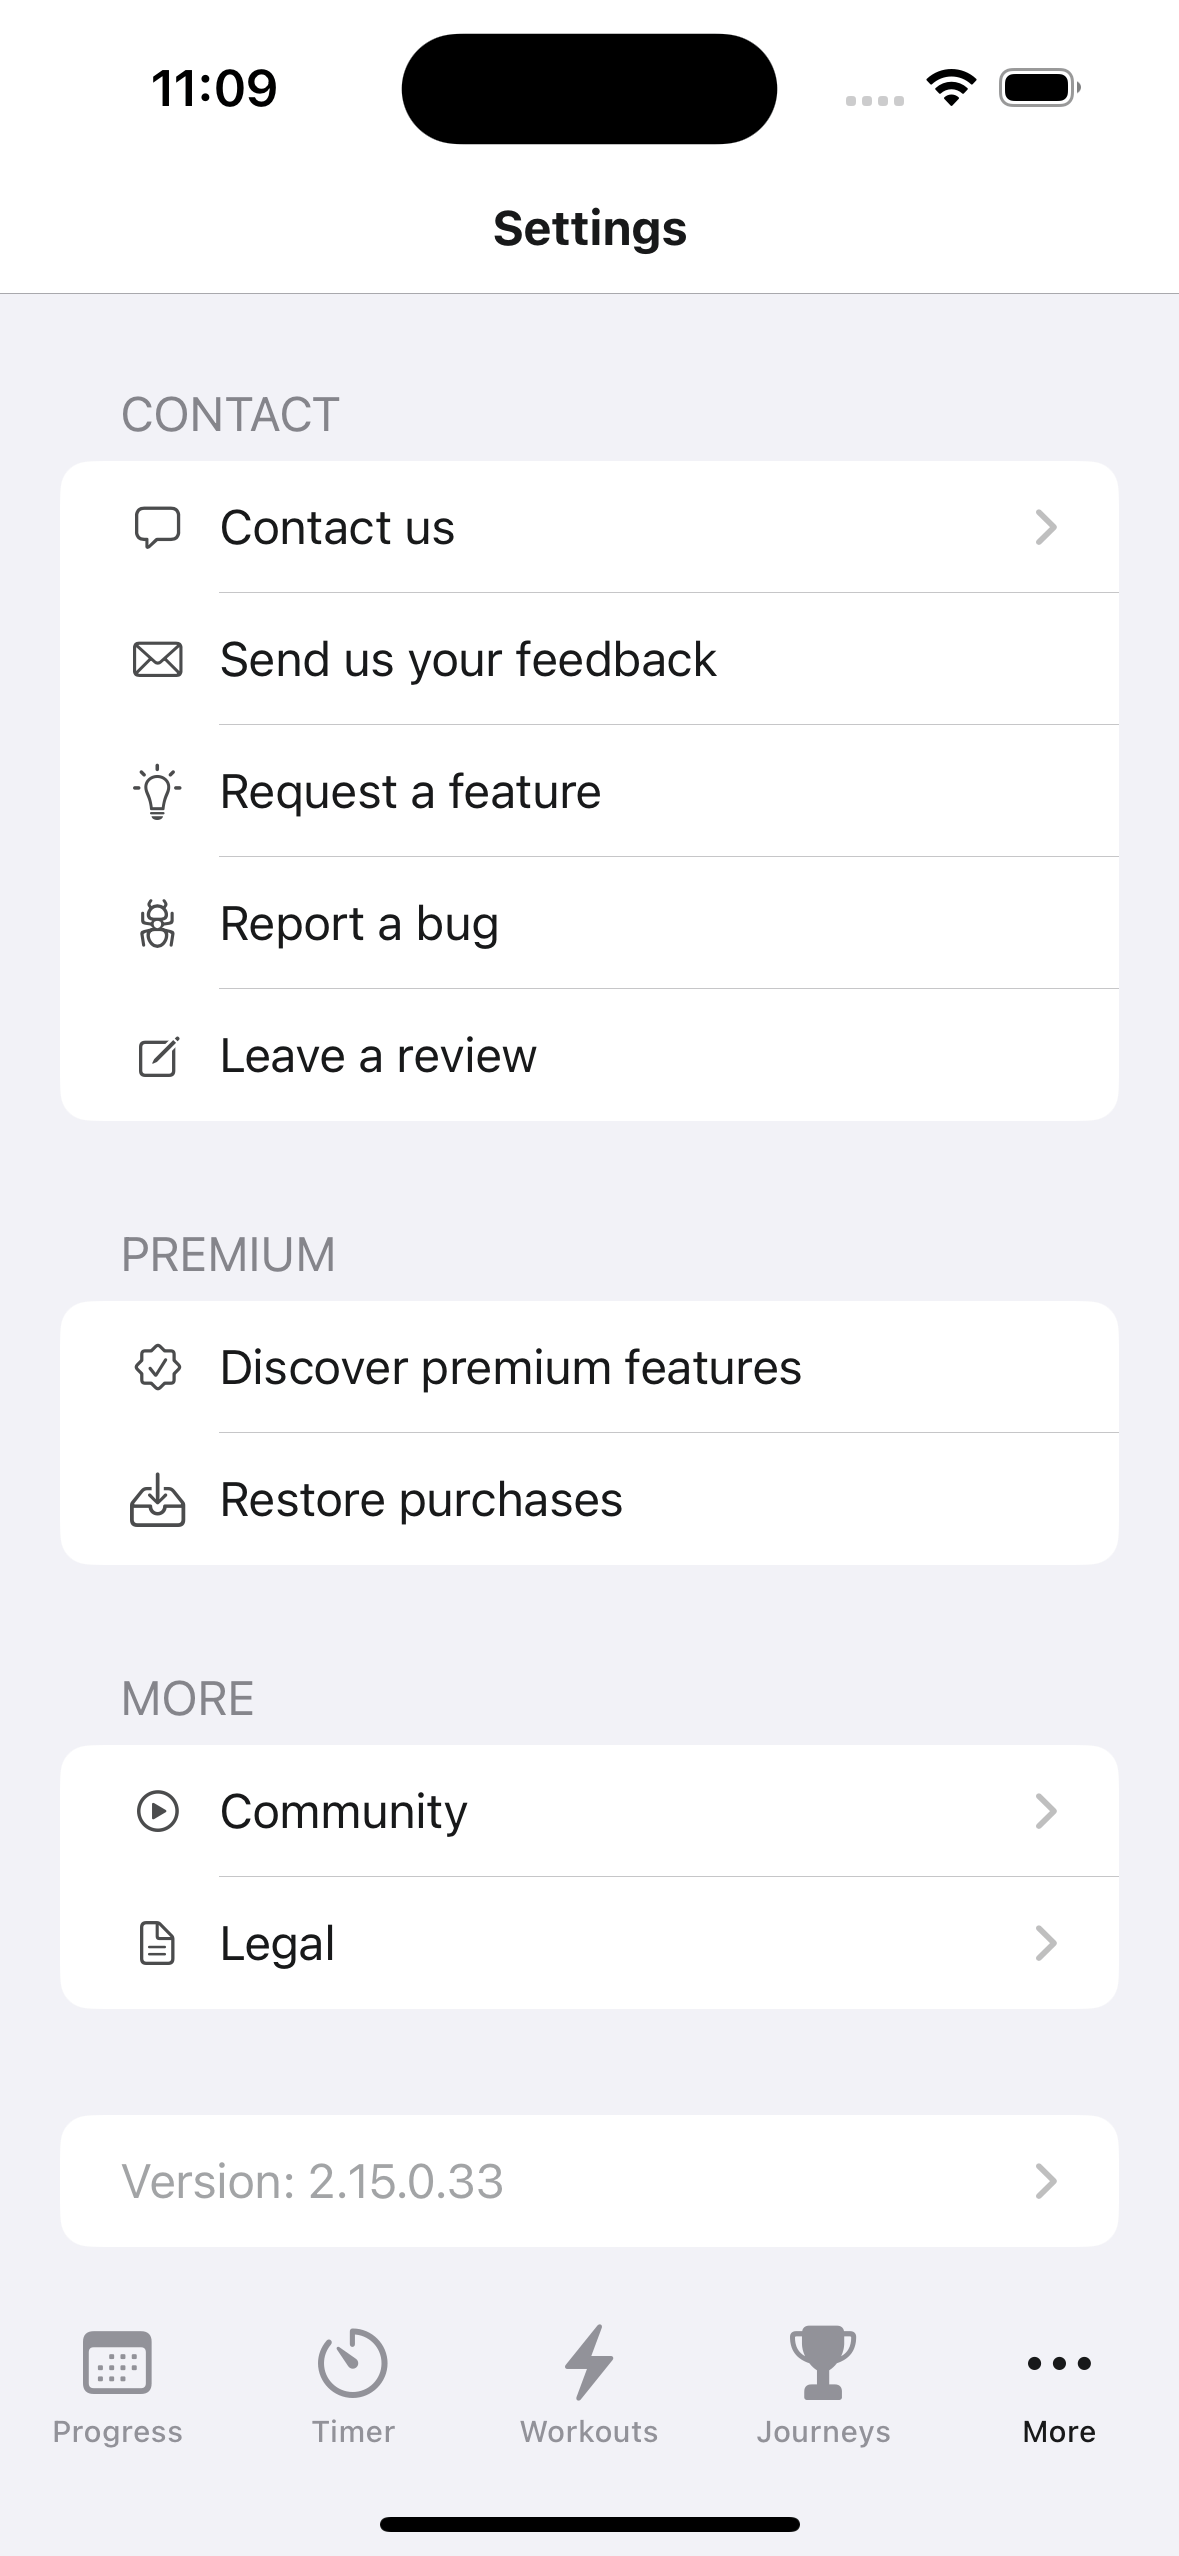 11:09
Settings
CONTACT
Contact us
Send us your feedback
Request a feature
Report a bug
Leave a review
PREMIUM
Discover premium features
Restore purchases
MORE
Community
Legal
Version: 2.15.0.33
Progress
Timer
Workouts
Journeys
More